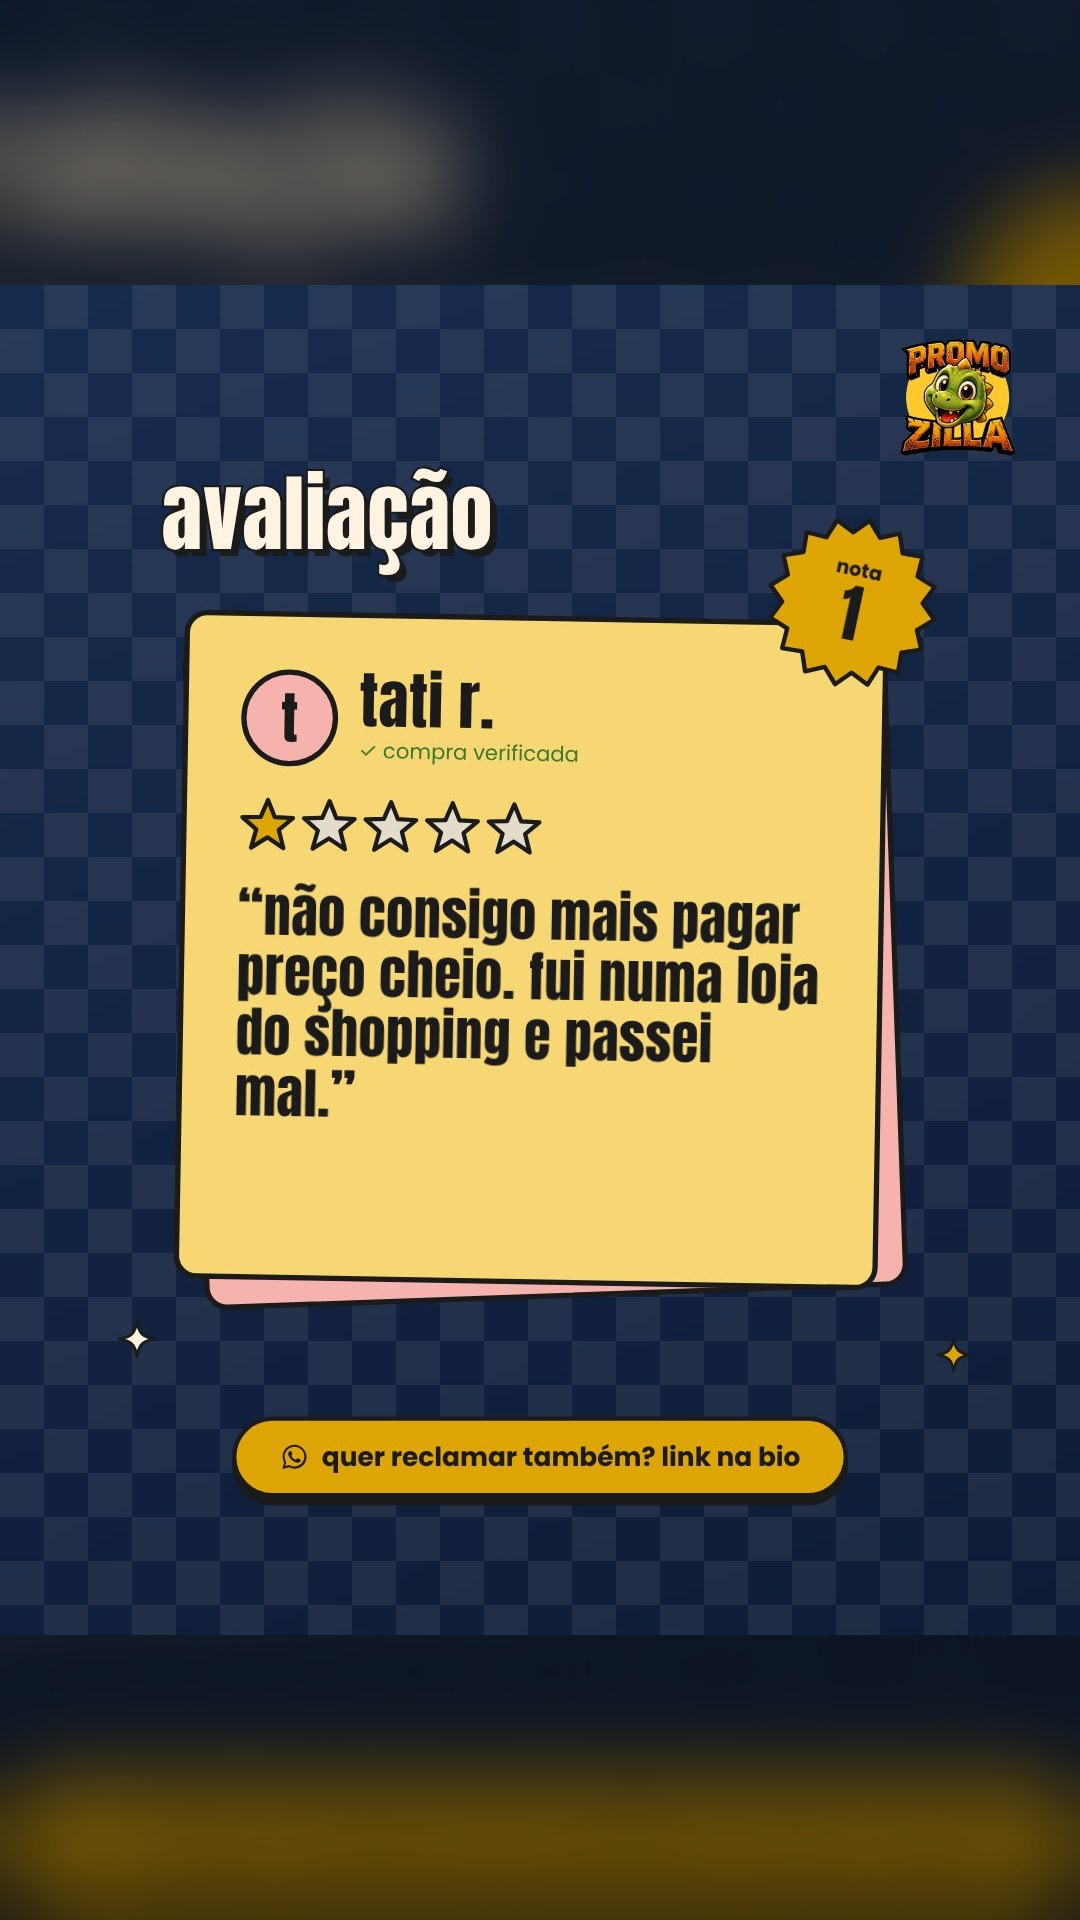 PROMO
ZILLA
avaliação
nota
1
t
tati r.
✓ compra verificada
“não consigo mais pagar
preço cheio. fui numa loja
do shopping e passei
mal.”
quer reclamar também? link na bio